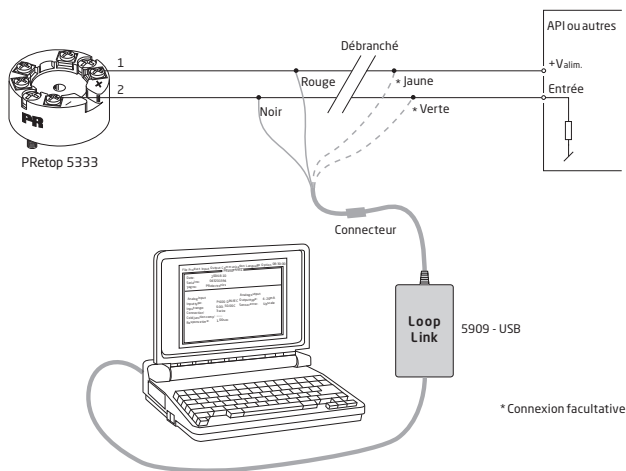 API ou autres
Débranché
1
+Valim.
Rouge
* Jaune
2
Entrée
Noir
* Verte
PR
PRetop 5333
Connecteur
Loop
Link
5909 - USB
* Connexion facultative